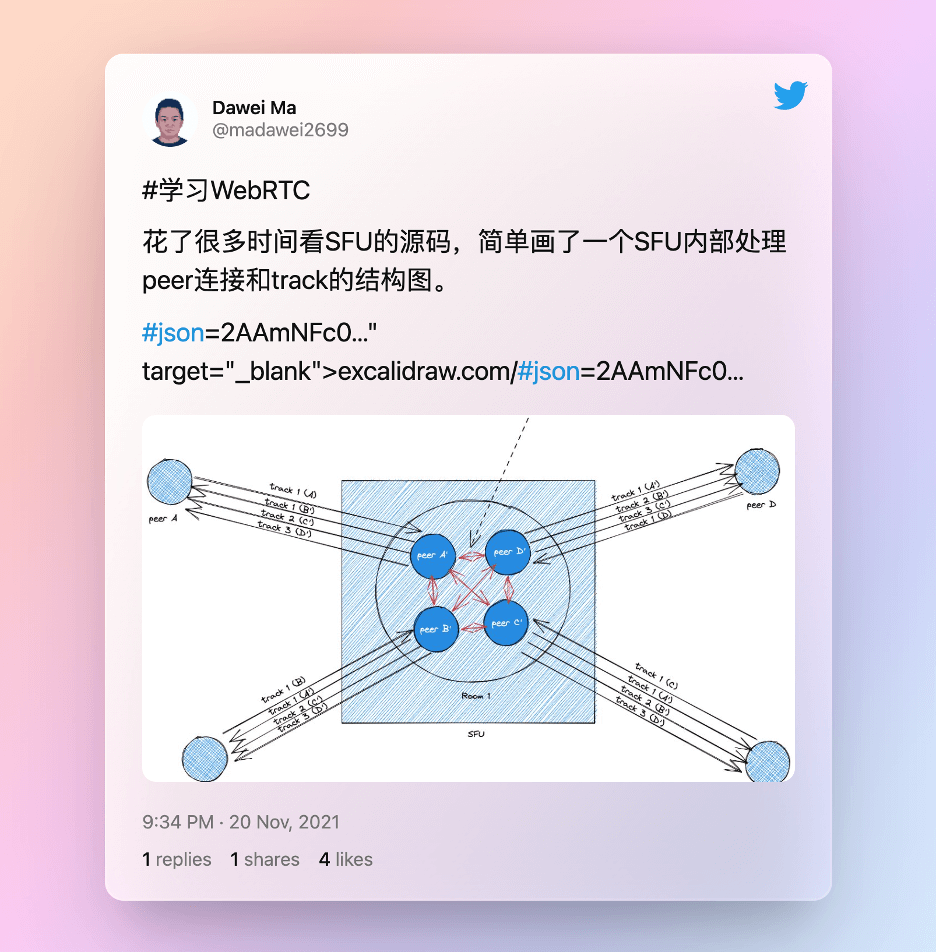 Dawei Ma
@madawei2699
#学习WebRTC
花了很多时间看SFU的源码，简单画了一个SFU内部处理
peer连接和track的结构图。
#json=2AAmNFc0..."
target="_blank">excalidraw.com/#json=2AAmNFc0...
peer A
track 1 (A)
track 1 (B')
track 2 (C')
track 3 (D')
track 1 (A')
track 2 (B')
track 3 (C')
track 1 (D)
peer D
peer A'
peer D'
peer B'
peer C'
track 1 (B)
track 1 (A')
track 2 (C')
track 3 (D')
track 1 (C)
track 1 (A')
track 2 (B')
track 3 (D')
Room 1
SFU
9:34 PM · 20 Nov, 2021
1 replies 1 shares 4 likes